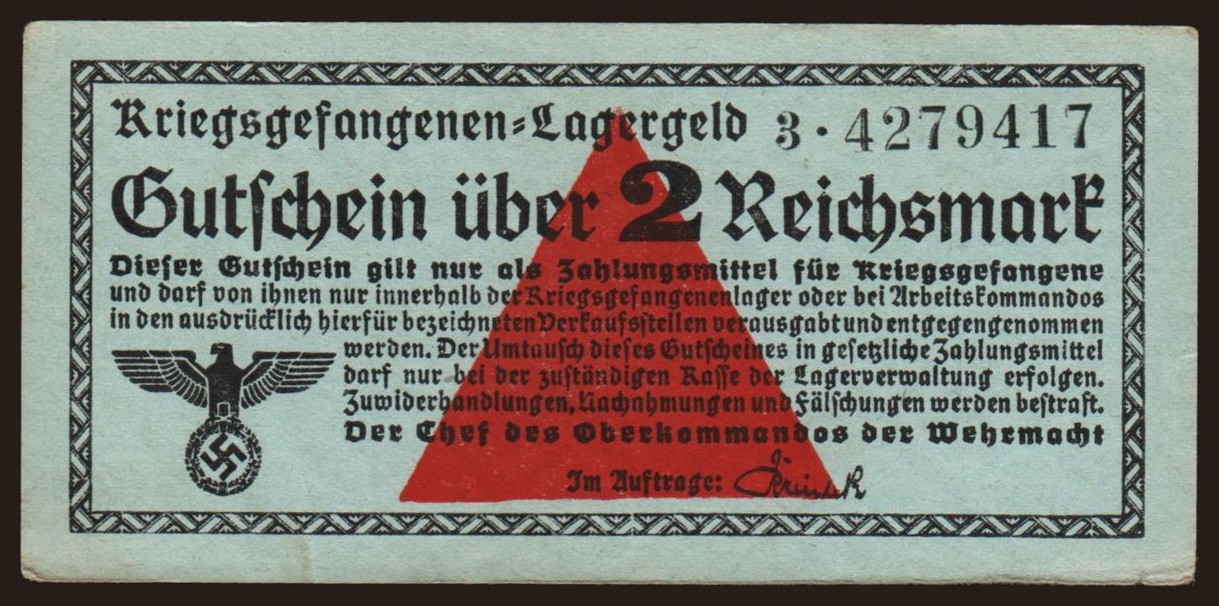 Kriegsgefangenen=Lagergeld 3·4279417
Gutschein über 2 Reichsmark
Dieser Gutschein gilt nur als Zahlungsmittel für Kriegsgefangene
und darf von ihnen nur innerhalb der Kriegsgefangenenlager oder bei Arbeitskommandos
in den ausdrücklich hierfür bezeichneten Verkaufsstellen verausgabt und entgegengenommen
werden. Der Umtausch dieses Gutscheines in gesetzliche Zahlungsmittel
darf nur bei der zuständigen Kasse der Lagerverwaltung erfolgen.
Zuwiderhandlungen, Nachahmungen und Fälschungen werden bestraft.
Der Chef des Oberkommandos der Wehrmacht
Im Auftrage: